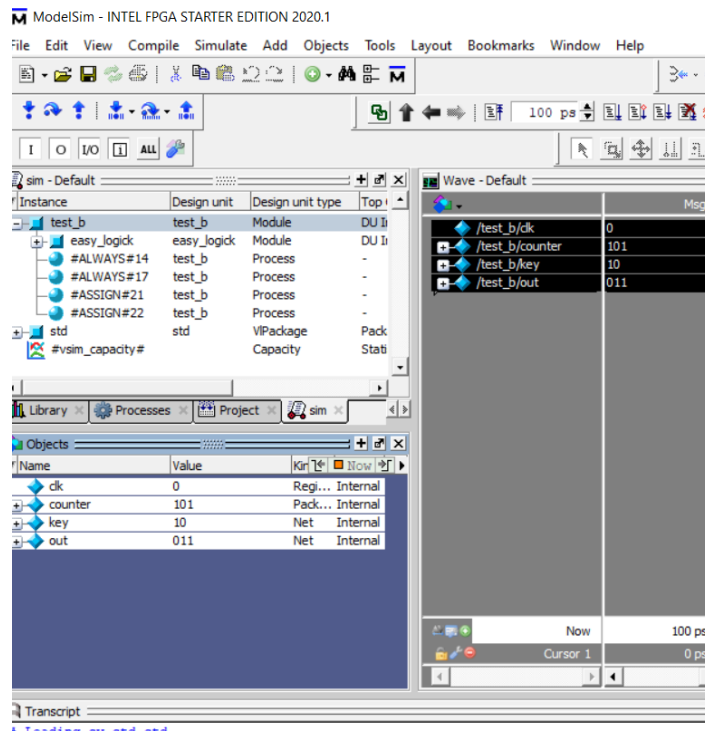 ModelSim - INTEL FPGA STARTER EDITION 2020.1
File Edit View Compile Simulate Add Objects Tools Layout Bookmarks Window Help
100 ps
I O I/O 1 ALL
sim - Default
Instance Design unit Design unit type Top
test_b test_b Module DU In
easy_logick easy_logick Module DU In
#ALWAYS#14 test_b Process -
#ALWAYS#17 test_b Process -
#ASSIGN#21 test_b Process -
#ASSIGN#22 test_b Process -
std std VlPackage Pack
#vsim_capacity# Capacity Stati
Library Processes Project sim
Objects
Name Value Kin Now
clk 0 Regi... Internal
counter 101 Pack... Internal
key 10 Net Internal
out 011 Net Internal
Wave - Default
Msg
/test_b/clk 0
/test_b/counter 101
/test_b/key 10
/test_b/out 011
Now 100 ps
Cursor 1 0 ps
Transcript